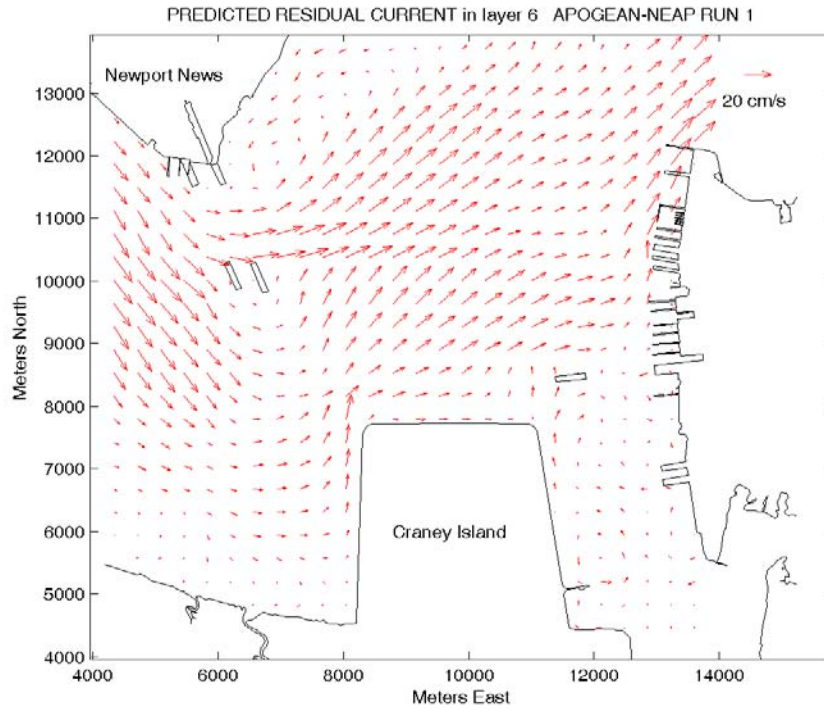 PREDICTED RESIDUAL CURRENT in layer 6 APOGEAN-NEAP RUN 1
Newport News
20 cm/s
13000
12000
11000
10000
9000
8000
7000
6000
5000
4000
Meters North
Craney Island
4000 6000 8000 10000 12000 14000
Meters East